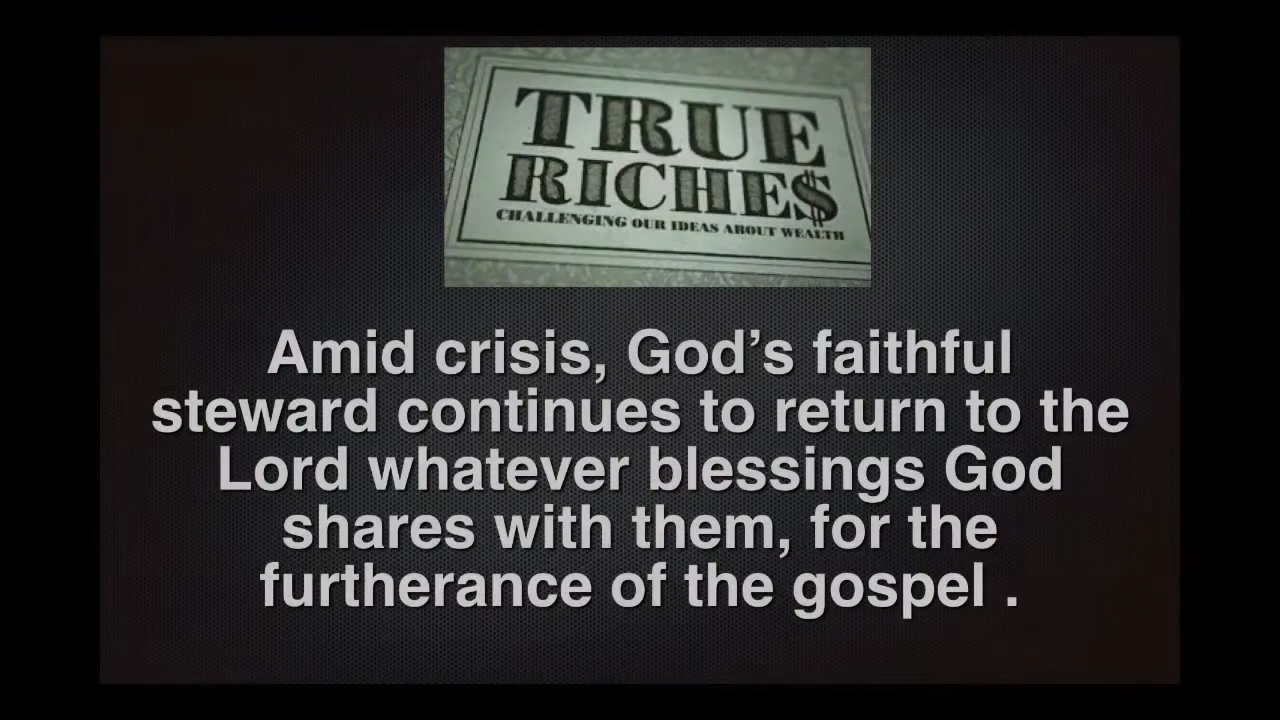 TRUE
RICHE$
CHALLENGING OUR IDEAS ABOUT WEALTH
Amid crisis, God’s faithful
steward continues to return to the
Lord whatever blessings God
shares with them, for the
furtherance of the gospel .